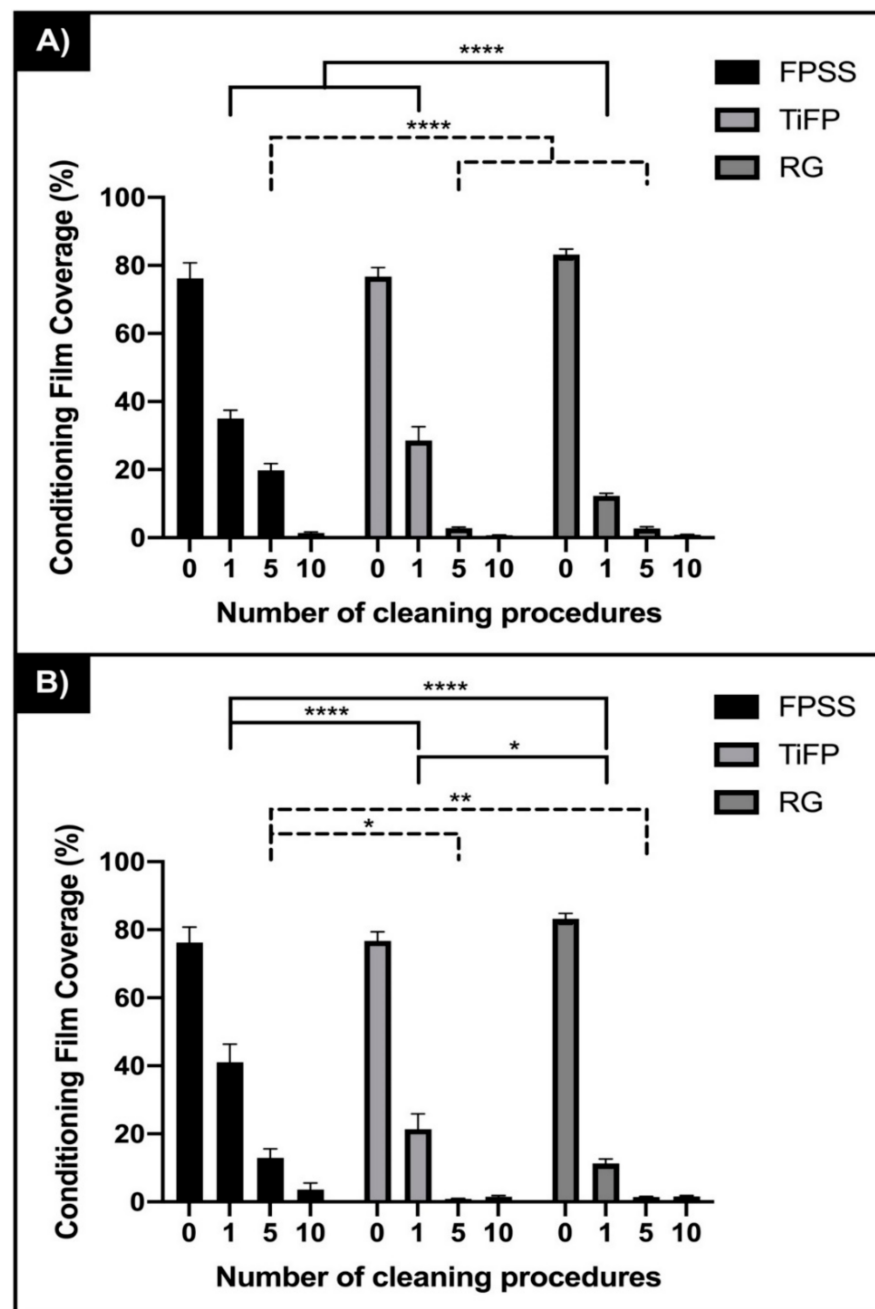 A)
****
FPSS
TiFP
RG
****
Conditioning Film Coverage (%)
100
80
60
40
20
0
0 1 5 10 0 1 5 10 0 1 5 10
Number of cleaning procedures
B)
****
FPSS
****
TiFP
*
RG
**
*
Conditioning Film Coverage (%)
100
80
60
40
20
0
0 1 5 10 0 1 5 10 0 1 5 10
Number of cleaning procedures